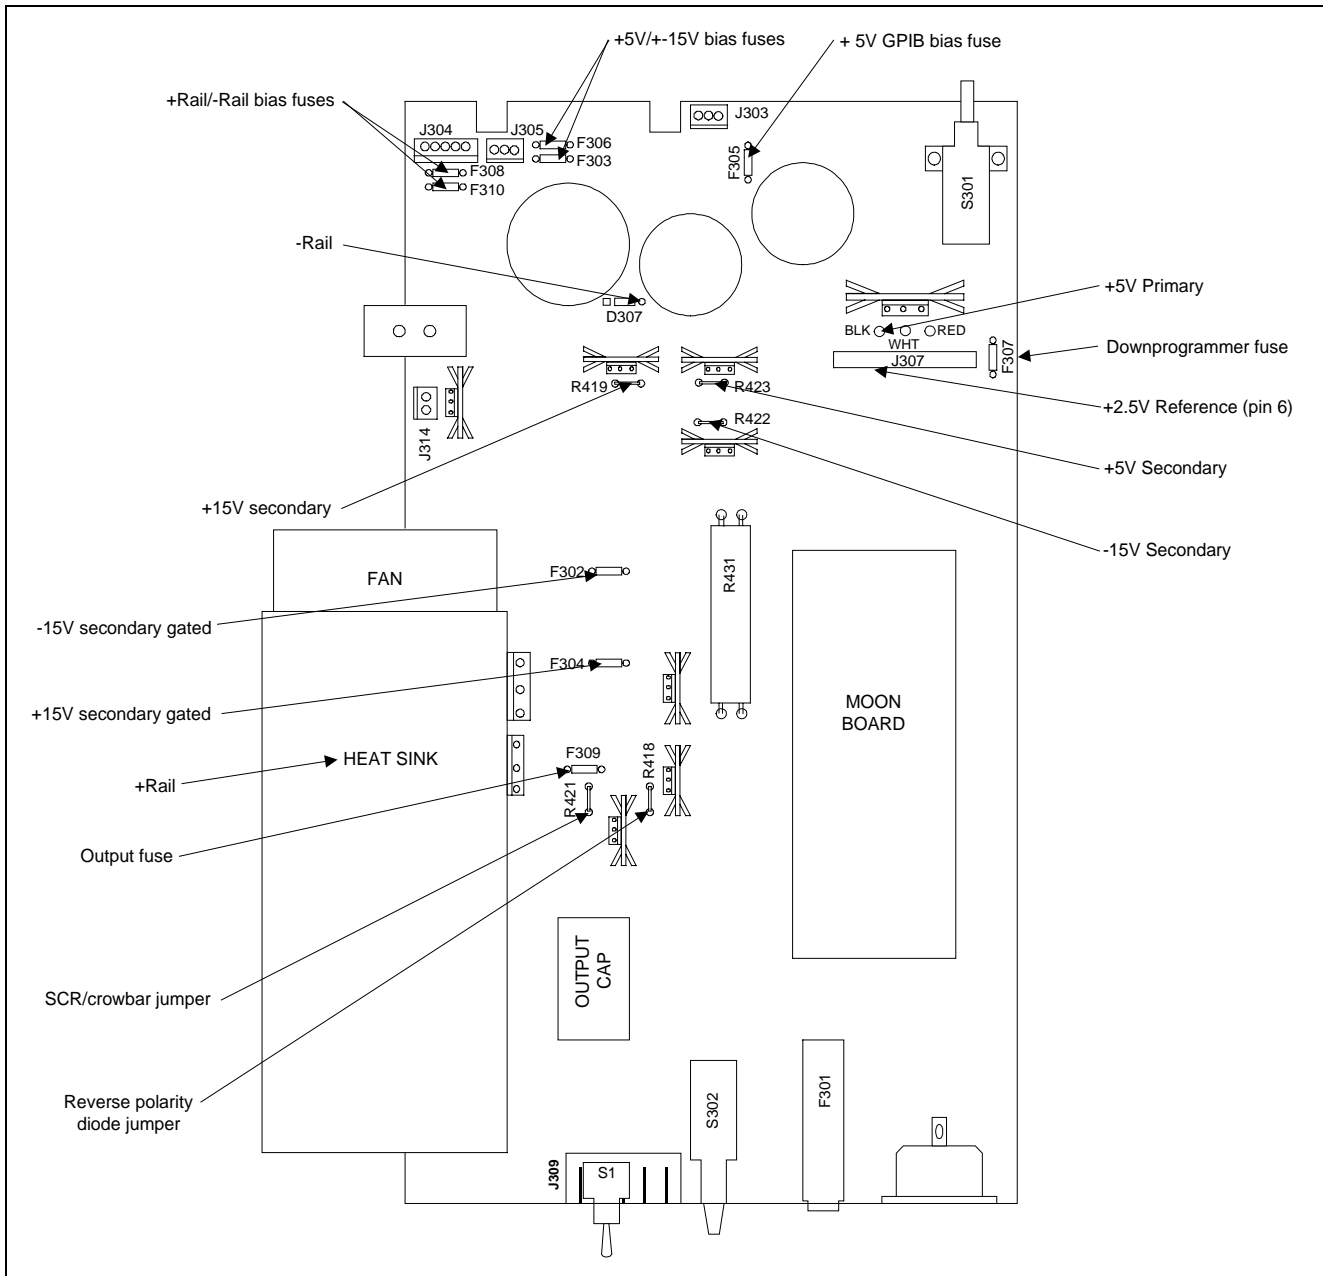 +5V/+-15V bias fuses
+ 5V GPIB bias fuse
+Rail/-Rail bias fuses
J303
J304
J305
F306
F303
F305
F308
F310
S301
-Rail
D307
+5V Primary
BLK
RED
WHT
J307
F307
Downprogrammer fuse
R419
R423
+2.5V Reference (pin 6)
R422
J314
+5V Secondary
+15V secondary
-15V Secondary
FAN
F302
R431
-15V secondary gated
F304
+15V secondary gated
MOON
BOARD
HEAT SINK
F309
R418
+Rail
R421
Output fuse
OUTPUT
CAP
SCR/crowbar jumper
Reverse polarity
diode jumper
S302
F301
J309
S1